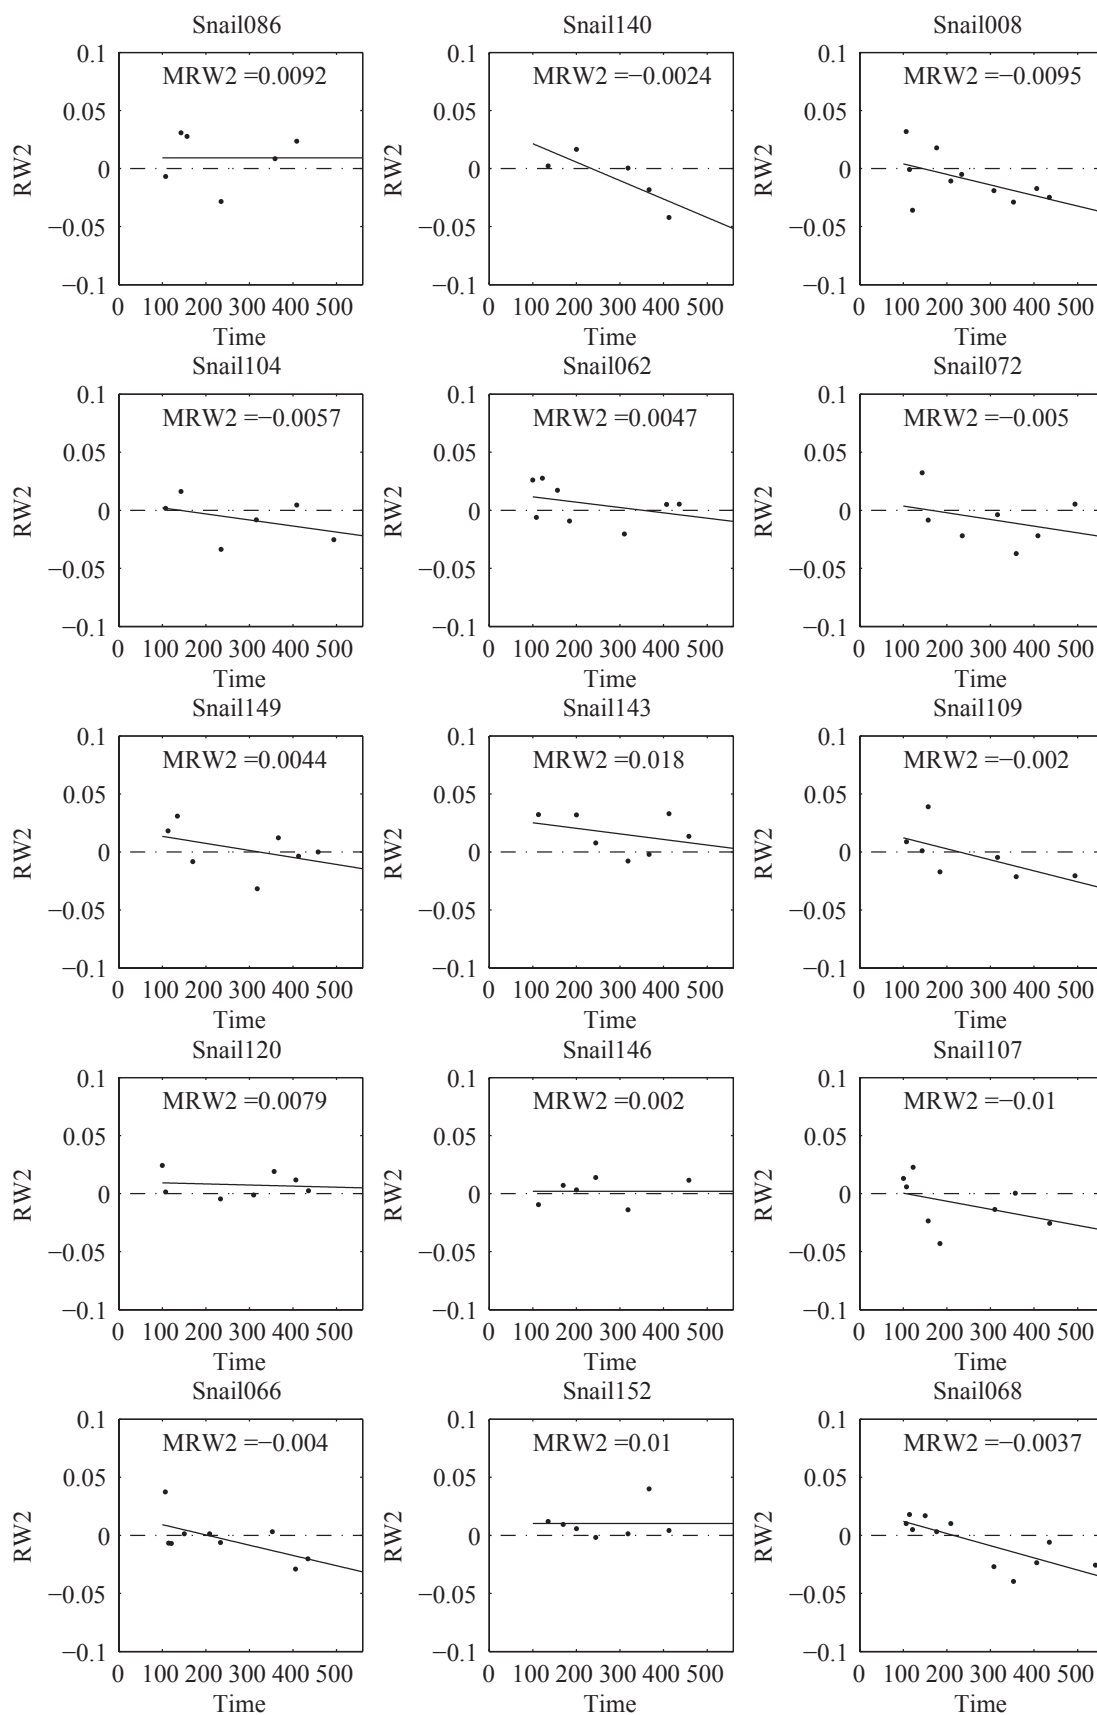 Snail086 Snail140 Snail008
0.1 0.1 0.1
MRW2 =0.0092 MRW2 =−0.0024 MRW2 =−0.0095
0.05 0.05 0.05
RW2 RW2 RW2
0 0 0
−0.05 −0.05 −0.05
−0.1 −0.1 −0.1
0 100 200 300 400 500 0 100 200 300 400 500 0 100 200 300 400 500
Time Time Time
Snail104 Snail062 Snail072
0.1 0.1 0.1
MRW2 =−0.0057 MRW2 =0.0047 MRW2 =−0.005
0.05 0.05 0.05
RW2 RW2 RW2
0 0 0
−0.05 −0.05 −0.05
−0.1 −0.1 −0.1
0 100 200 300 400 500 0 100 200 300 400 500 0 100 200 300 400 500
Time Time Time
Snail149 Snail143 Snail109
0.1 0.1 0.1
MRW2 =0.0044 MRW2 =0.018 MRW2 =−0.002
0.05 0.05 0.05
RW2 RW2 RW2
0 0 0
−0.05 −0.05 −0.05
−0.1 −0.1 −0.1
0 100 200 300 400 500 0 100 200 300 400 500 0 100 200 300 400 500
Time Time Time
Snail120 Snail146 Snail107
0.1 0.1 0.1
MRW2 =0.0079 MRW2 =0.002 MRW2 =−0.01
0.05 0.05 0.05
RW2 RW2 RW2
0 0 0
−0.05 −0.05 −0.05
−0.1 −0.1 −0.1
0 100 200 300 400 500 0 100 200 300 400 500 0 100 200 300 400 500
Time Time Time
Snail066 Snail152 Snail068
0.1 0.1 0.1
MRW2 =−0.004 MRW2 =0.01 MRW2 =−0.0037
0.05 0.05 0.05
RW2 RW2 RW2
0 0 0
−0.05 −0.05 −0.05
−0.1 −0.1 −0.1
0 100 200 300 400 500 0 100 200 300 400 500 0 100 200 300 400 500
Time Time Time